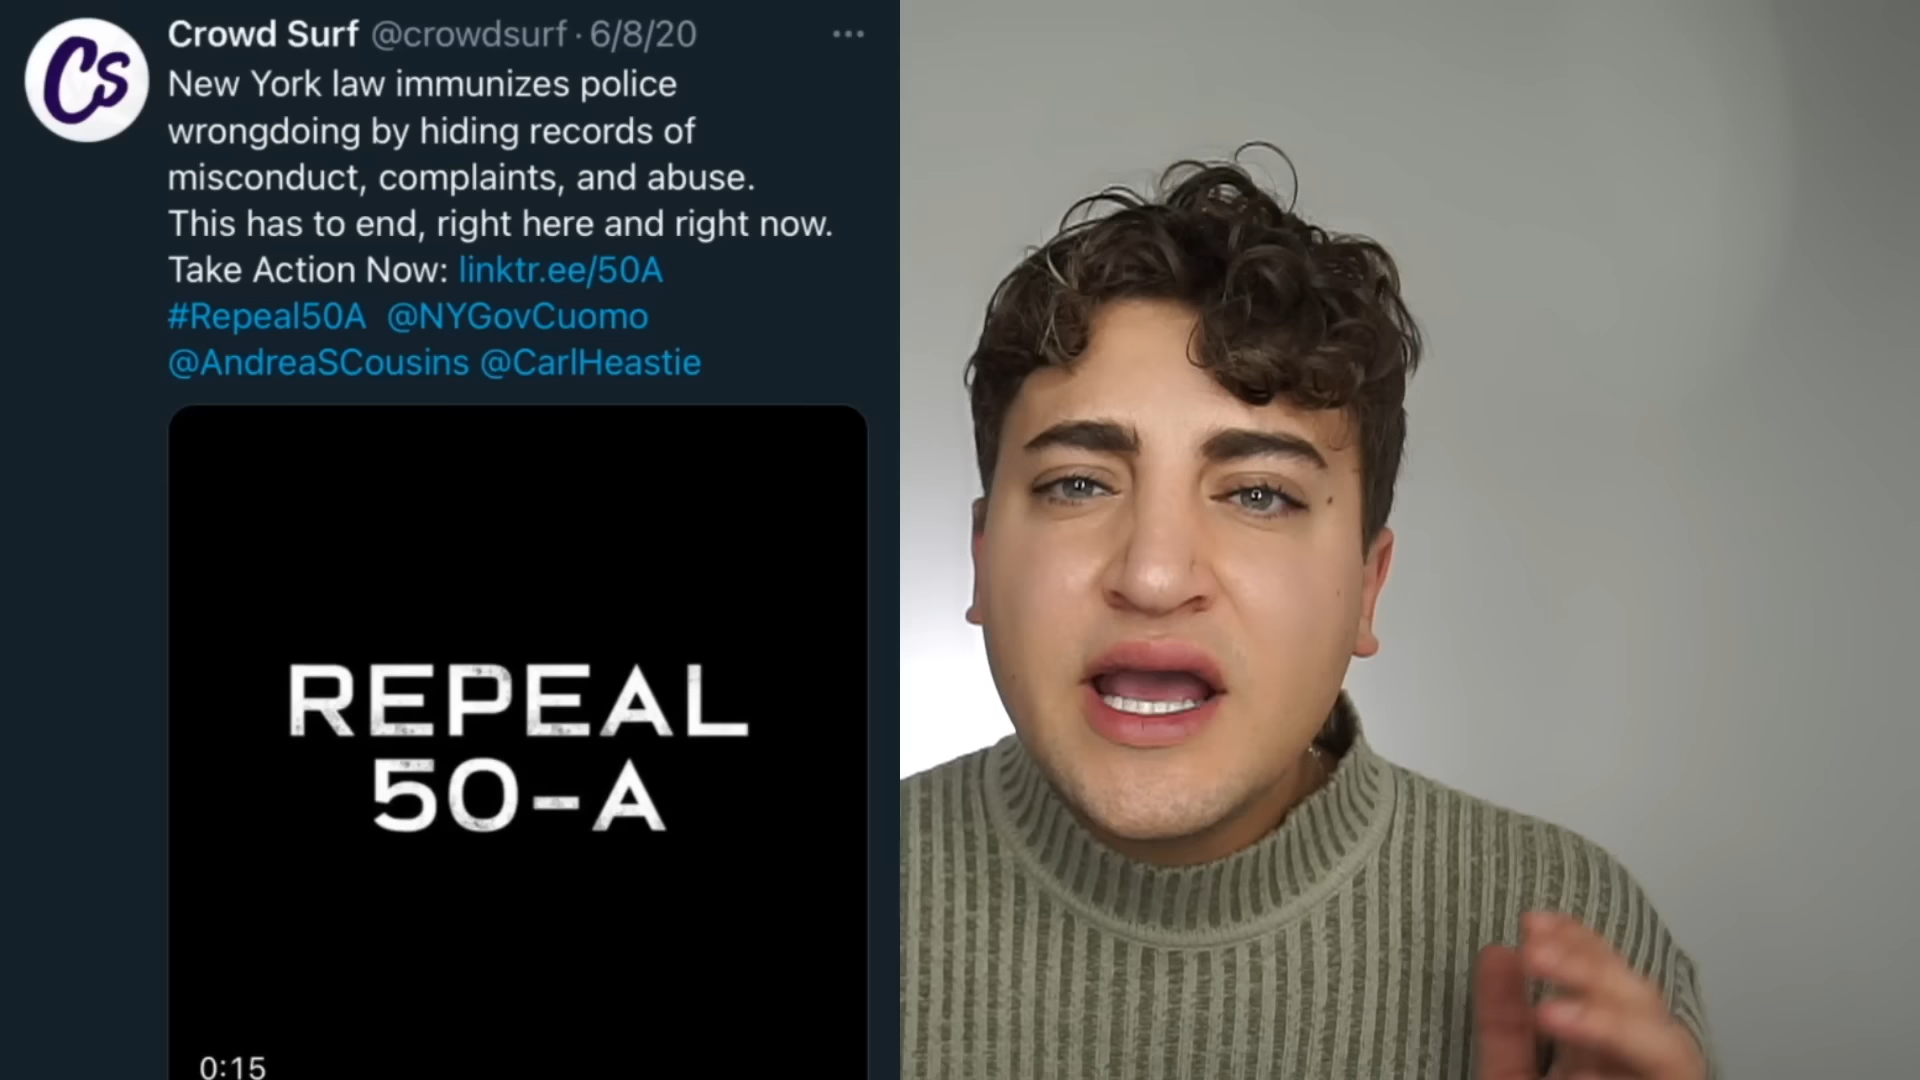 Cs
Crowd Surf @crowdsurf · 6/8/20 ...
New York law immunizes police
wrongdoing by hiding records of
misconduct, complaints, and abuse.
This has to end, right here and right now.
Take Action Now: linktr.ee/50A
#Repeal50A @NYGovCuomo
@AndreaSCousins @CarlHeastie
REPEAL
50-A
0:15